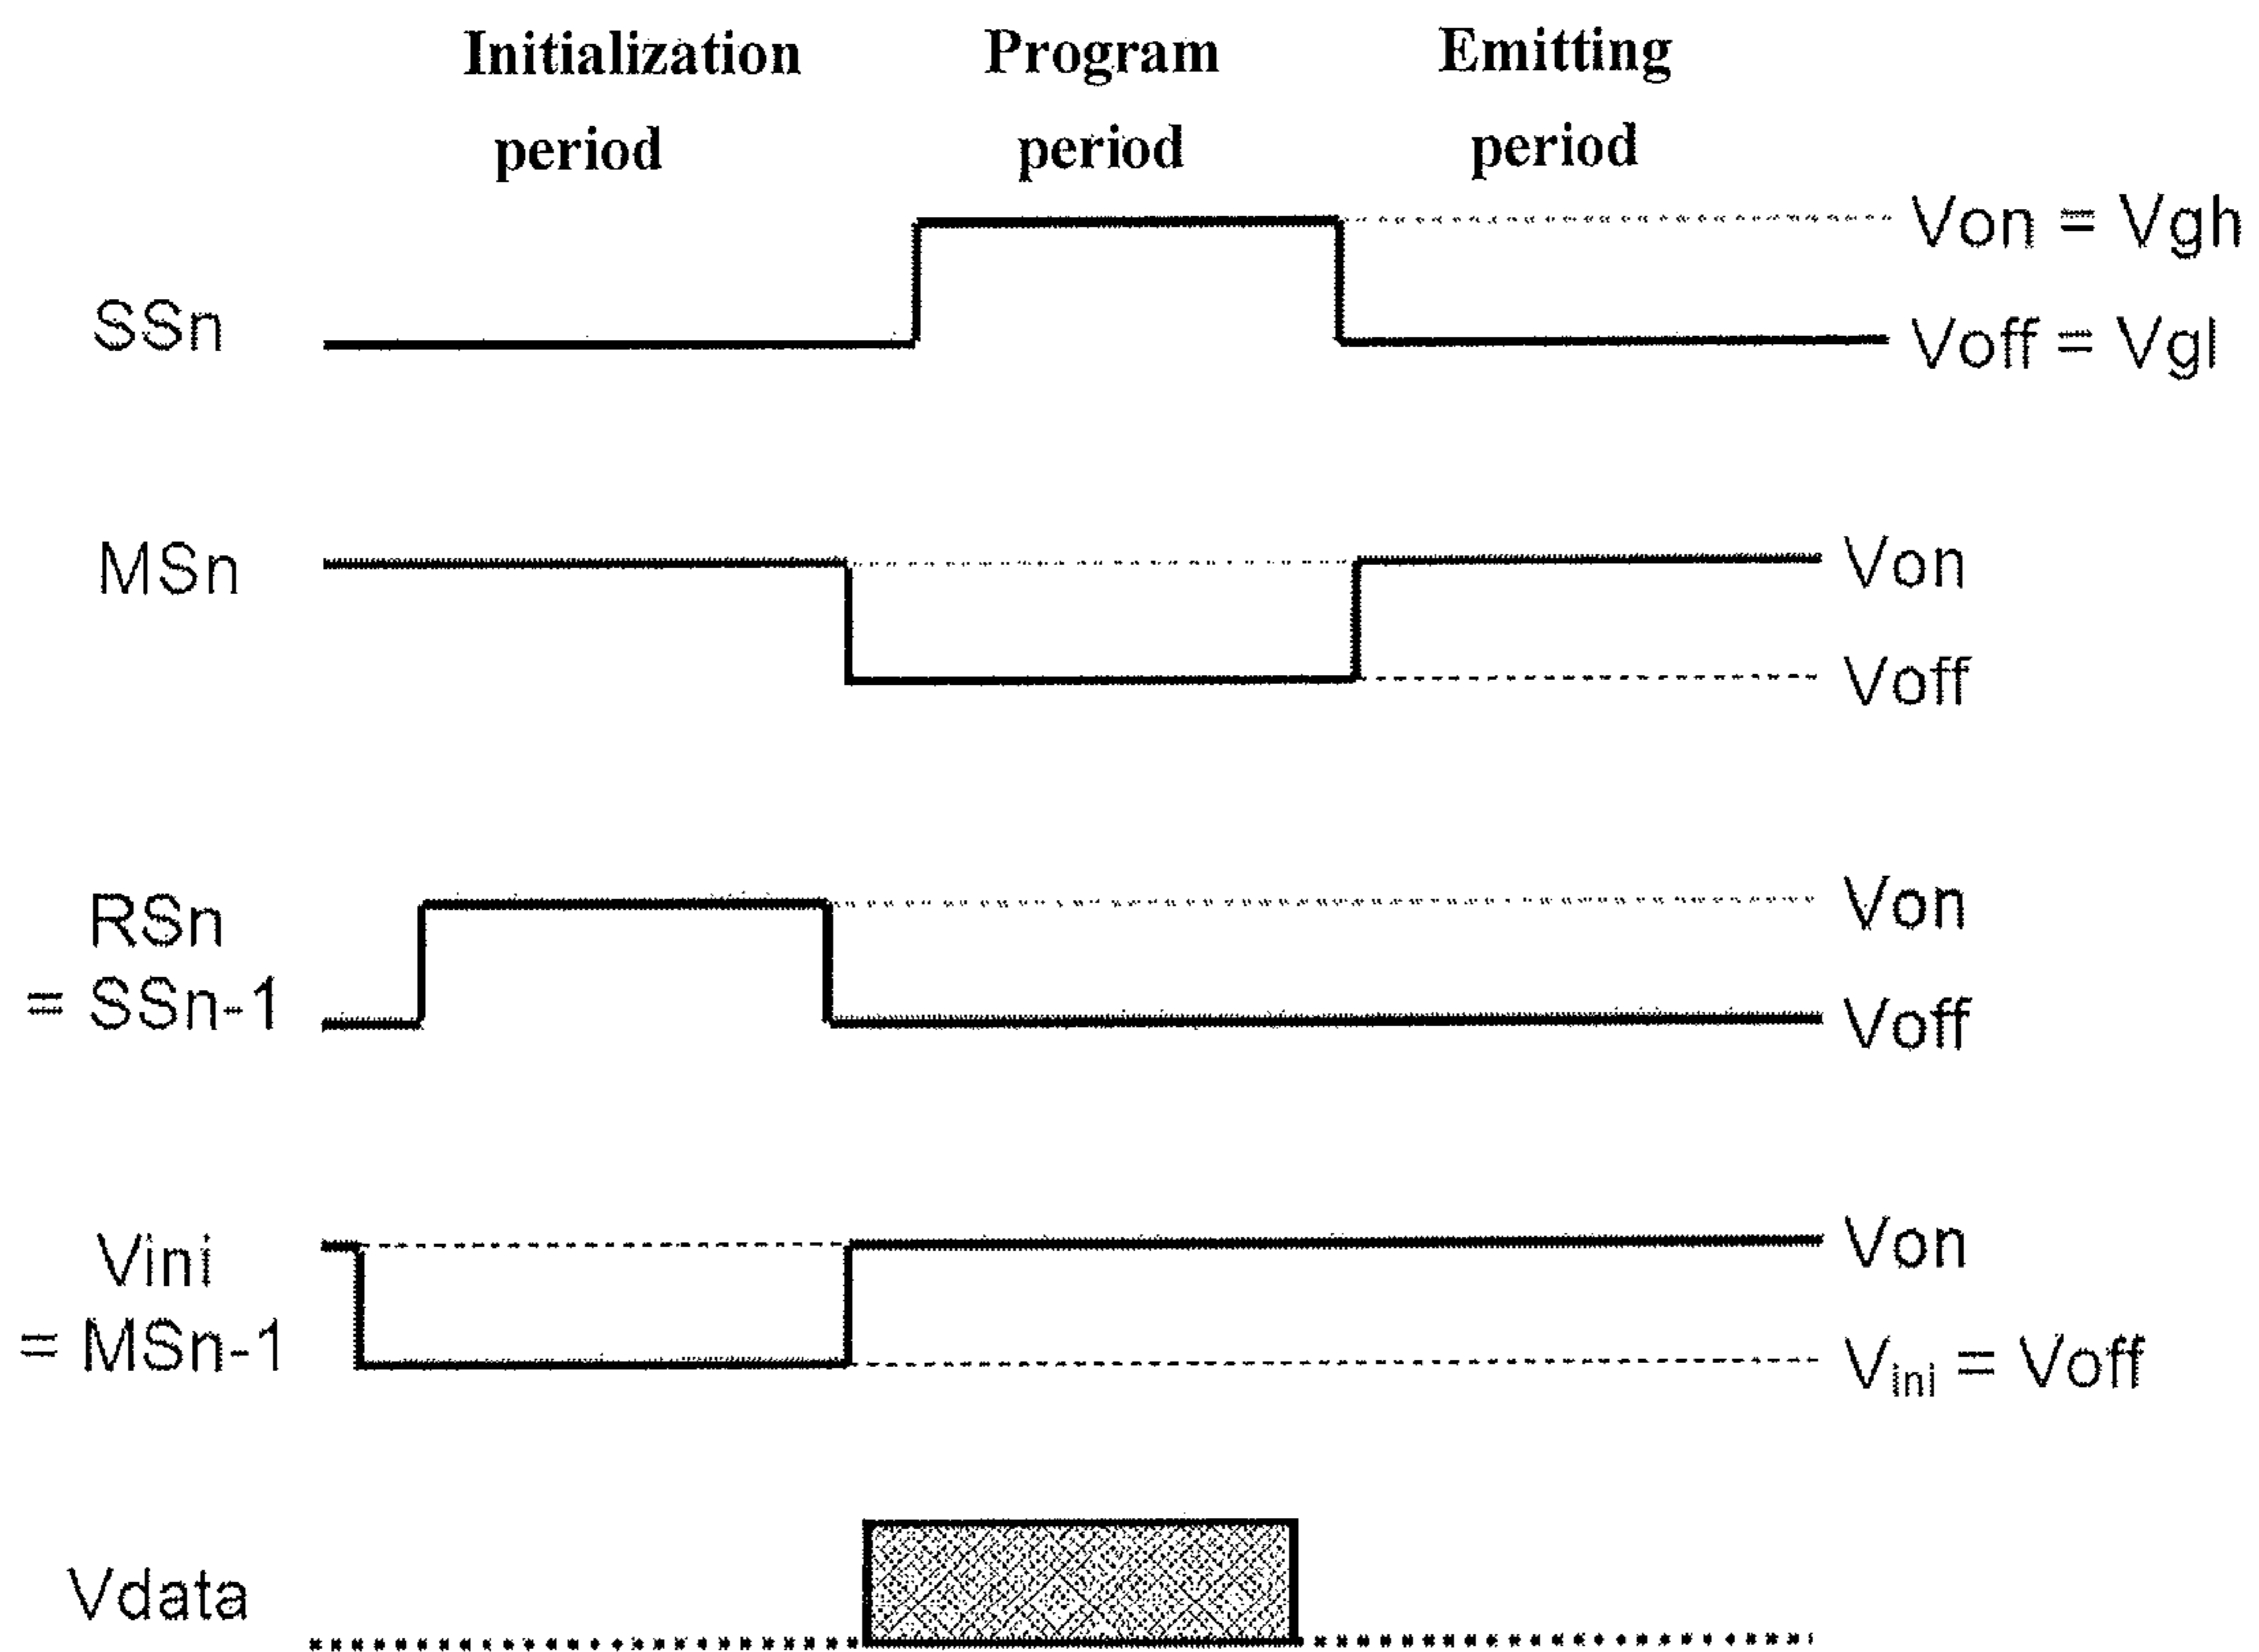 Initialization period
Program period
Emitting period
SSn
Von = Vgh
Voff = Vgl
MSn
Von
Voff
RSn
= SSn-1
Von
Voff
Vini
= MSn-1
Von
Vini = Voff
Vdata